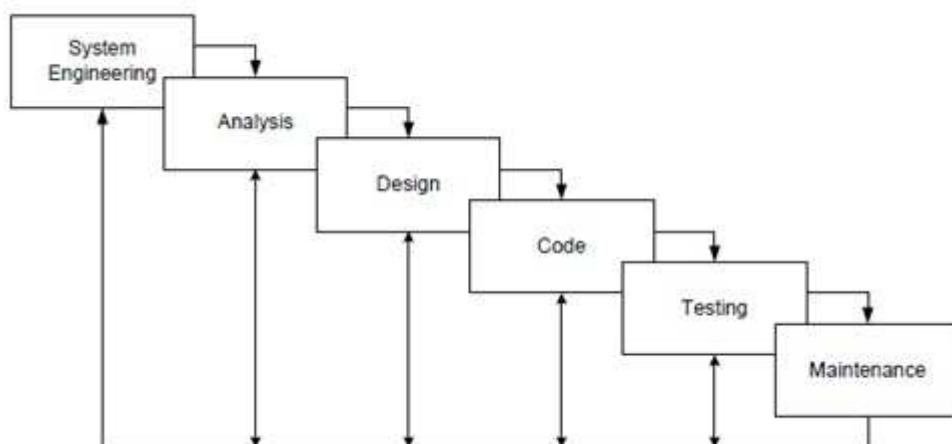 System
Engineering
Analysis
Design
Code
Testing
Maintenance